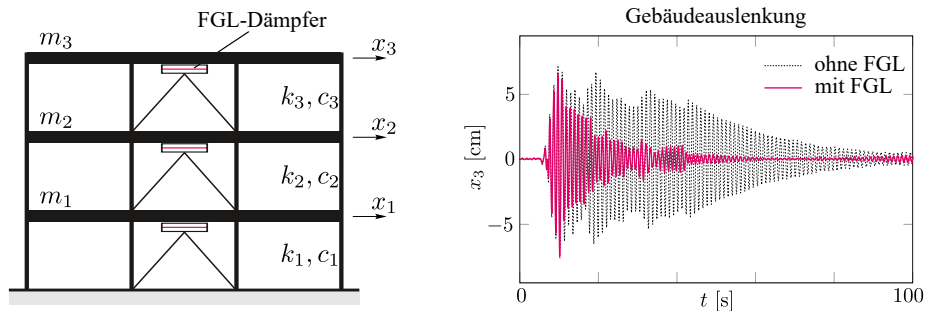 FGL-Dämpfer
m₃
x₃
k₃, c₃
m₂
x₂
k₂, c₂
m₁
x₁
k₁, c₁
Gebäudeauslenkung
ohne FGL
mit FGL
x₃ [cm]
5
0
−5
0
100
t [s]